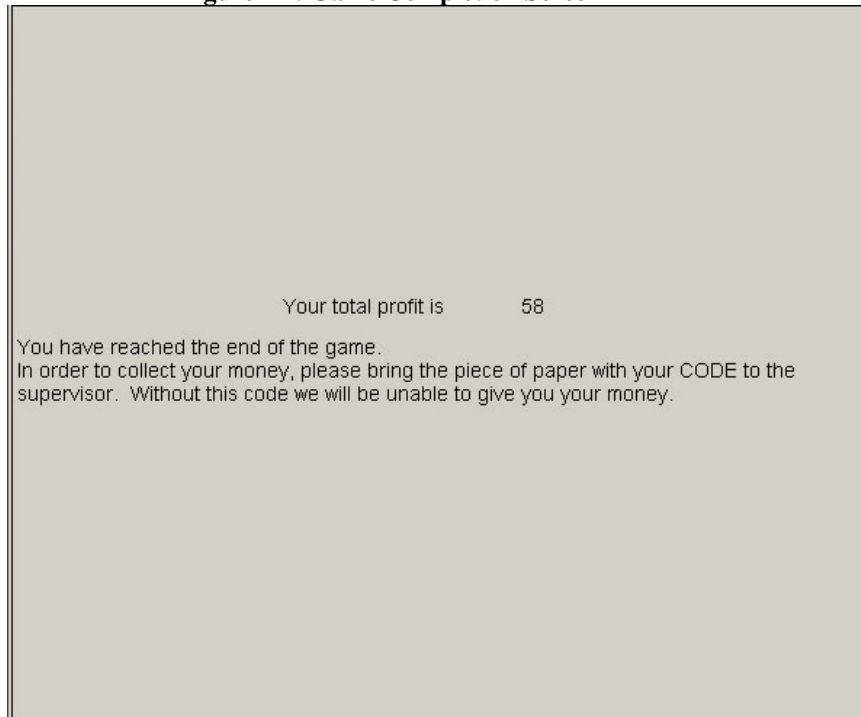 Your total profit is 58
You have reached the end of the game.
In order to collect your money, please bring the piece of paper with your CODE to the
supervisor. Without this code we will be unable to give you your money.